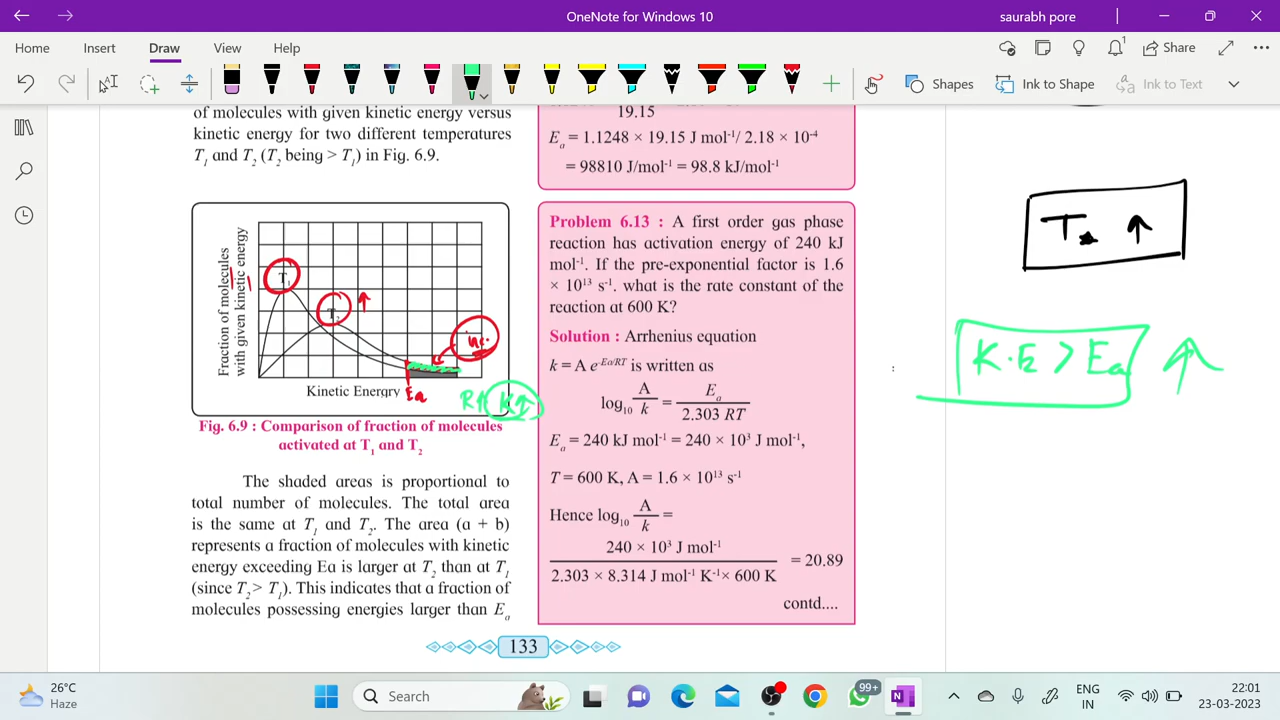 OneNote for Windows 10
saurabh pore
Home Insert Draw View Help
Share
Shapes
Ink to Shape
Ink to Text
of molecules with given kinetic energy versus
kinetic energy for two different temperatures
T1 and T2 (T2 being > T1) in Fig. 6.9.
Fraction of molecules
with given kinetic energy
T1
T2 ↑
inc.
Kinetic Energy
Ea
R↑ K↑
Fig. 6.9 : Comparison of fraction of molecules
activated at T1 and T2
The shaded areas is proportional to
total number of molecules. The total area
is the same at T1 and T2. The area (a + b)
represents a fraction of molecules with kinetic
energy exceeding Ea is larger at T2 than at T1
(since T2> T1). This indicates that a fraction of
molecules possessing energies larger than Ea
19.15
Ea = 1.1248 × 19.15 J mol-1/ 2.18 × 10-4
= 98810 J/mol-1 = 98.8 kJ/mol-1
Problem 6.13 : A first order gas phase
reaction has activation energy of 240 kJ
mol-1. If the pre-exponential factor is 1.6
× 1013 s-1. what is the rate constant of the
reaction at 600 K?
Solution : Arrhenius equation
k = A e-Ea/RT is written as
log10 A/k = Ea/2.303 RT
Ea = 240 kJ mol-1 = 240 × 103 J mol-1,
T = 600 K, A = 1.6 × 1013 s-1
Hence log10 A/k =
240 × 103 J mol-1
2.303 × 8.314 J mol-1 K-1× 600 K
= 20.89
contd....
133
T ↑
K.E > Ea ↑
26°C
Haze
Search
99+
ENG
IN
22:01
23-03-2023